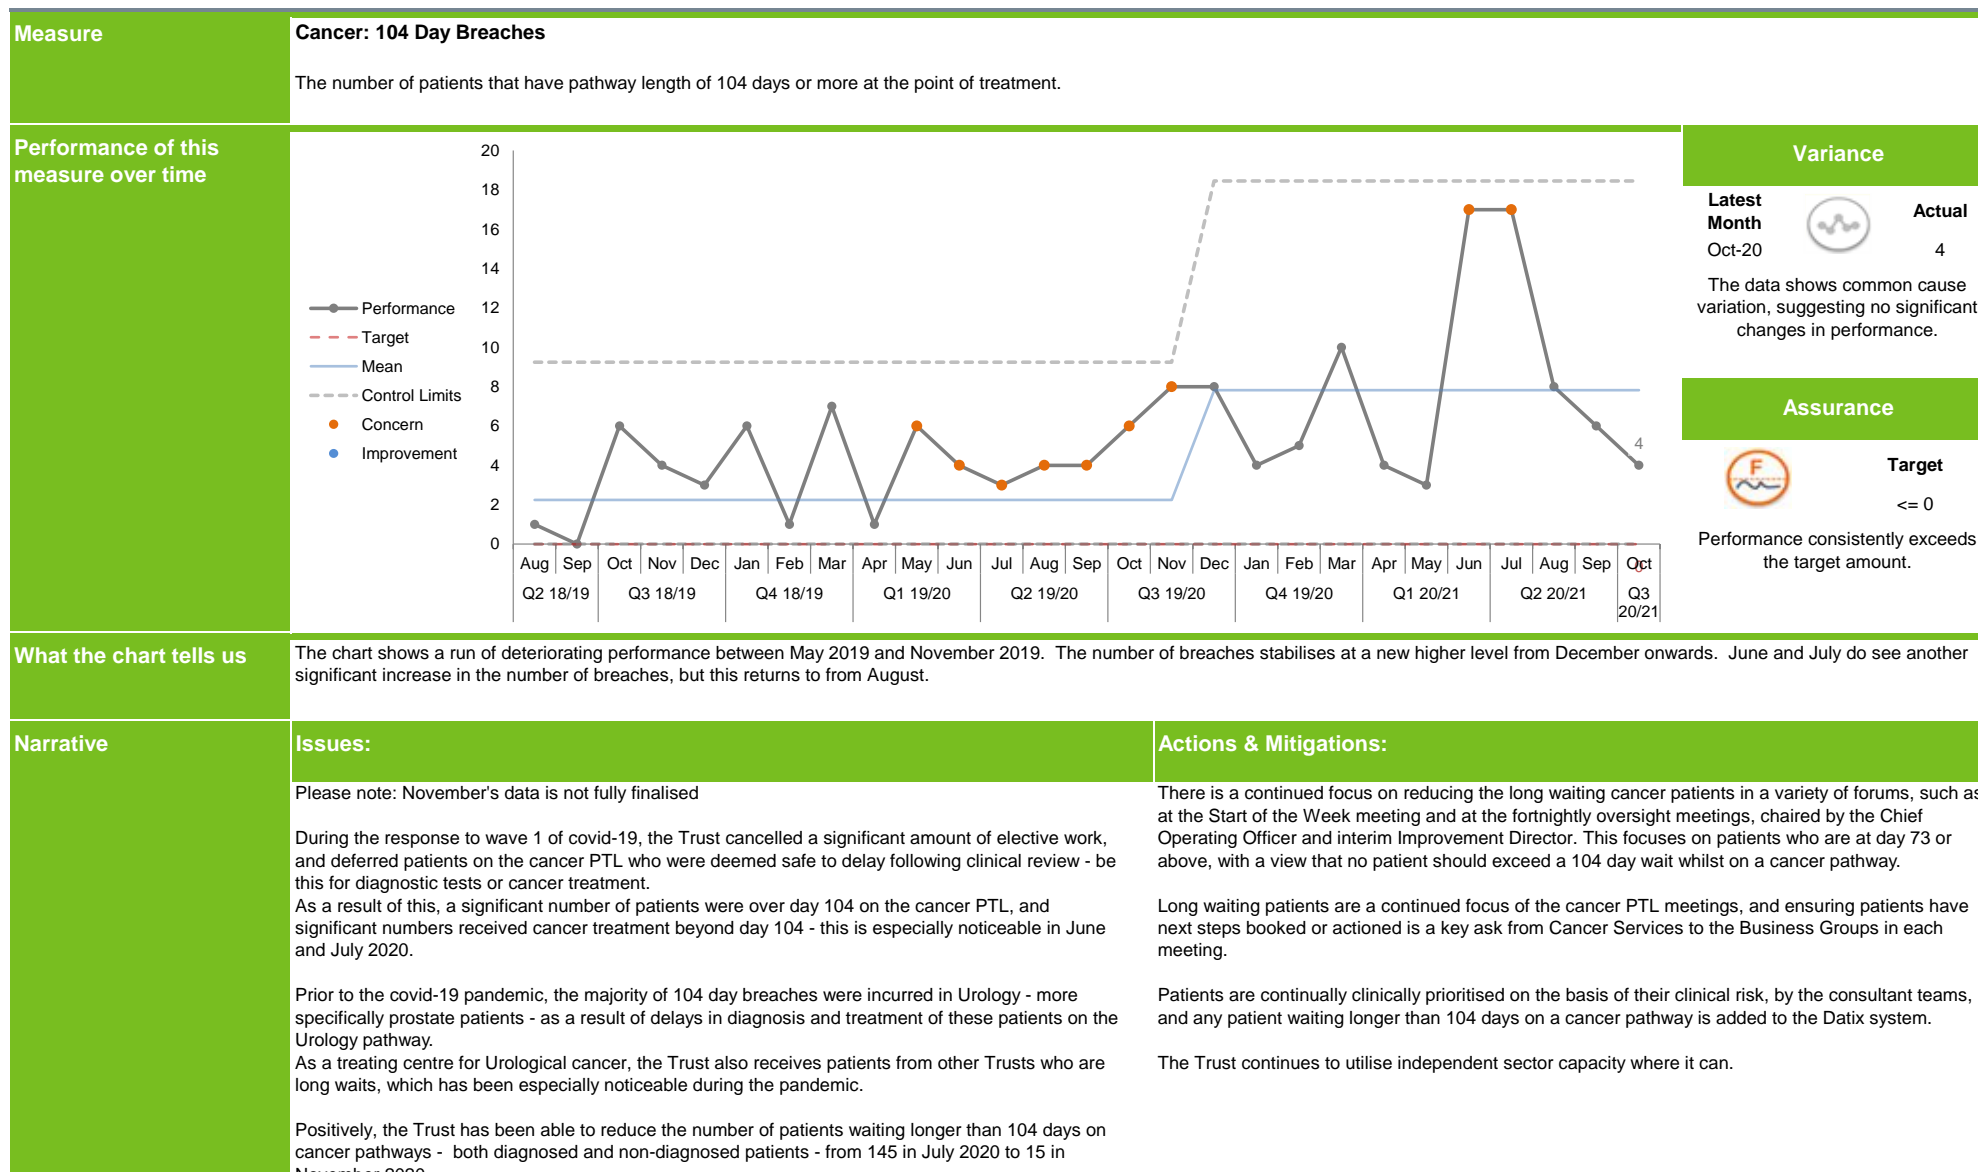 Measure
Cancer: 104 Day Breaches
The number of patients that have pathway length of 104 days or more at the point of treatment.
Performance of this
measure over time
20
18
16
14
12
10
8
6
4
2
0
Performance
Target
Mean
Control Limits
Concern
Improvement
4
0
Aug Sep Oct Nov Dec Jan Feb Mar Apr May Jun Jul Aug Sep Oct Nov Dec Jan Feb Mar Apr May Jun Jul Aug Sep Oct
Q2 18/19 Q3 18/19 Q4 18/19 Q1 19/20 Q2 19/20 Q3 19/20 Q4 19/20 Q1 20/21 Q2 20/21 Q3
20/21
Variance
Latest
Month
Actual
Oct-20
4
The data shows common cause
variation, suggesting no significant
changes in performance.
Assurance
F
Target
<= 0
Performance consistently exceeds
the target amount.
What the chart tells us
The chart shows a run of deteriorating performance between May 2019 and November 2019.  The number of breaches stabilises at a new higher level from December onwards.  June and July do see another
significant increase in the number of breaches, but this returns to from August.
Narrative
Issues:
Please note: November's data is not fully finalised
During the response to wave 1 of covid-19, the Trust cancelled a significant amount of elective work,
and deferred patients on the cancer PTL who were deemed safe to delay following clinical review - be
this for diagnostic tests or cancer treatment.
As a result of this, a significant number of patients were over day 104 on the cancer PTL, and
significant numbers received cancer treatment beyond day 104 - this is especially noticeable in June
and July 2020.
Prior to the covid-19 pandemic, the majority of 104 day breaches were incurred in Urology - more
specifically prostate patients - as a result of delays in diagnosis and treatment of these patients on the
Urology pathway.
As a treating centre for Urological cancer, the Trust also receives patients from other Trusts who are
long waits, which has been especially noticeable during the pandemic.
Positively, the Trust has been able to reduce the number of patients waiting longer than 104 days on
cancer pathways -  both diagnosed and non-diagnosed patients - from 145 in July 2020 to 15 in
November 2020
Actions & Mitigations:
There is a continued focus on reducing the long waiting cancer patients in a variety of forums, such as
at the Start of the Week meeting and at the fortnightly oversight meetings, chaired by the Chief
Operating Officer and interim Improvement Director. This focuses on patients who are at day 73 or
above, with a view that no patient should exceed a 104 day wait whilst on a cancer pathway.
Long waiting patients are a continued focus of the cancer PTL meetings, and ensuring patients have
next steps booked or actioned is a key ask from Cancer Services to the Business Groups in each
meeting.
Patients are continually clinically prioritised on the basis of their clinical risk, by the consultant teams,
and any patient waiting longer than 104 days on a cancer pathway is added to the Datix system.
The Trust continues to utilise independent sector capacity where it can.